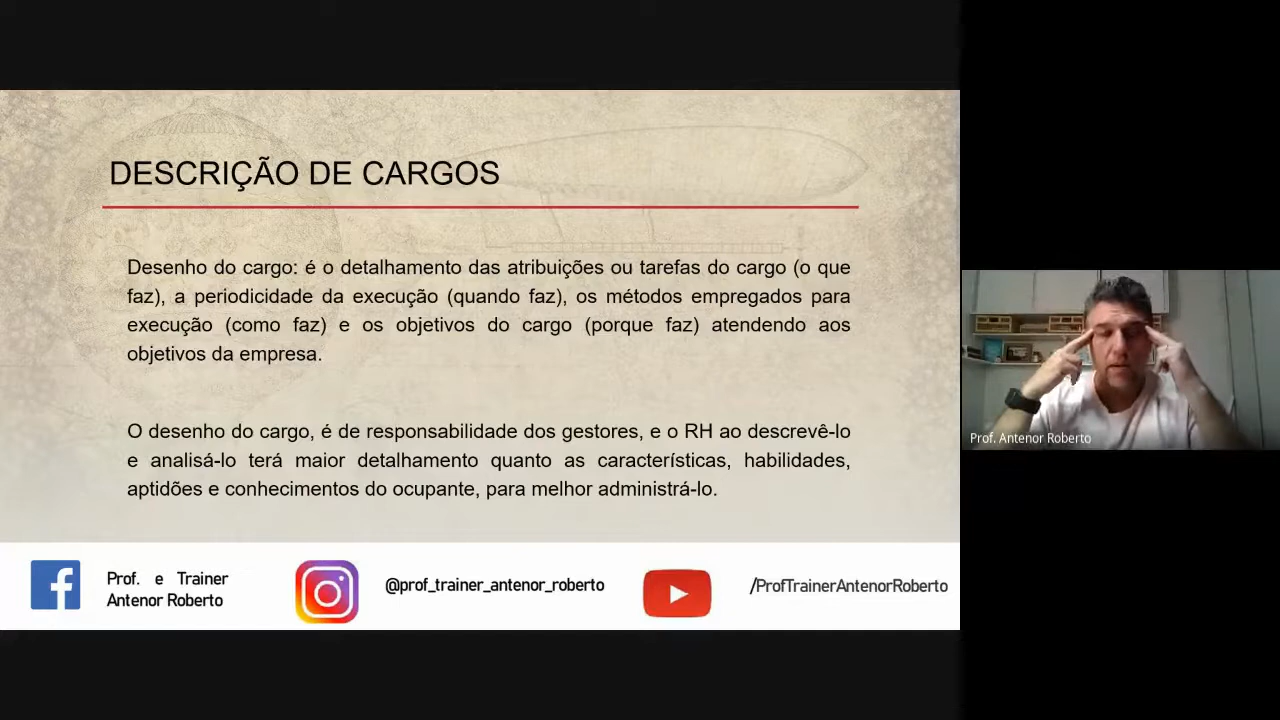 DESCRIÇÃO DE CARGOS
Desenho do cargo: é o detalhamento das atribuições ou tarefas do cargo (o que
faz), a periodicidade da execução (quando faz), os métodos empregados para
execução (como faz) e os objetivos do cargo (porque faz) atendendo aos
objetivos da empresa.
O desenho do cargo, é de responsabilidade dos gestores, e o RH ao descrevê-lo
e analisá-lo terá maior detalhamento quanto as características, habilidades,
aptidões e conhecimentos do ocupante, para melhor administrá-lo.
Prof. e Trainer
Antenor Roberto
@prof_trainer_antenor_roberto
/ProfTrainerAntenorRoberto
Prof. Antenor Roberto